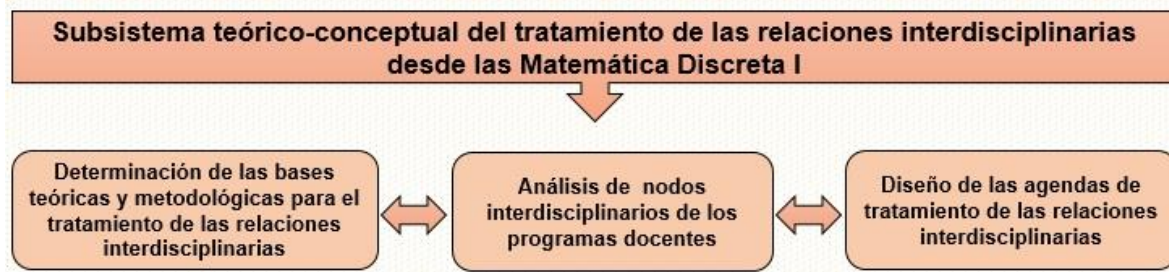 Subsistema teórico-conceptual del tratamiento de las relaciones interdisciplinarias
desde las Matemática Discreta I
Determinación de las bases
teóricas y metodológicas para el
tratamiento de las relaciones
interdisciplinarias
Análisis de nodos
interdisciplinarios de los
programas docentes
Diseño de las agendas de
tratamiento de las relaciones
interdisciplinarias